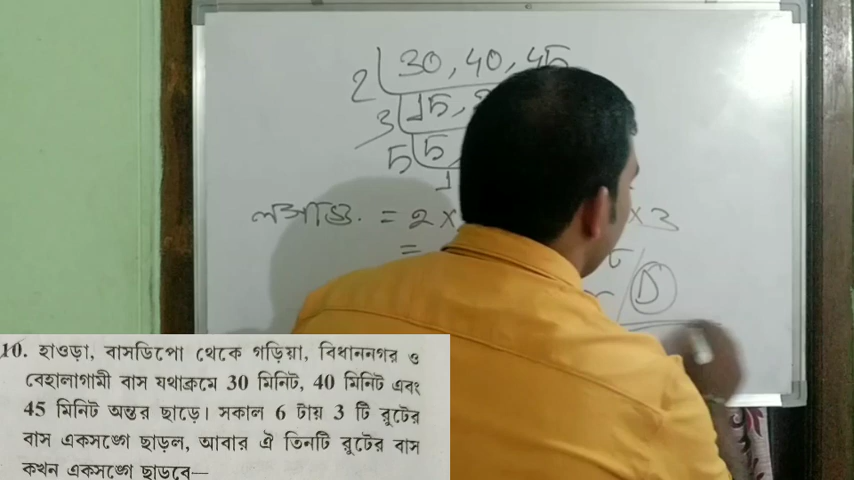 2 30, 40, 45
3 15,
5 5,
1
ল.সা.গু. = 2 × × 3
=
D
10. হাওড়া, বাসডিপো থেকে গড়িয়া, বিধাননগর ও
বেহালাগামী বাস যথাক্রমে 30 মিনিট, 40 মিনিট এবং
45 মিনিট অন্তর ছাড়ে। সকাল 6 টায় 3 টি রুটের
বাস একসঙ্গে ছাড়ল, আবার ঐ তিনটি রুটের বাস
কখন একসঙ্গে ছাড়বে—